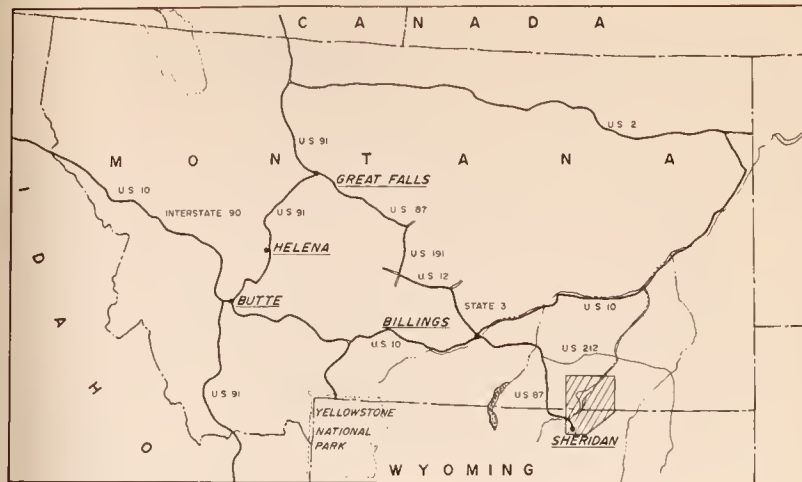 CANADA
US 2
US 91
MONTANA
GREAT FALLS
US 10
US 87
INTERSTATE 90
US 91
US 191
HELENA
US 12
IDAHO
BUTTE
STATE 3
US 10
BILLINGS
US 10
US 212
US 91
US 87
YELLOWSTONE
NATIONAL
PARK
SHERIDAN
WYOMING